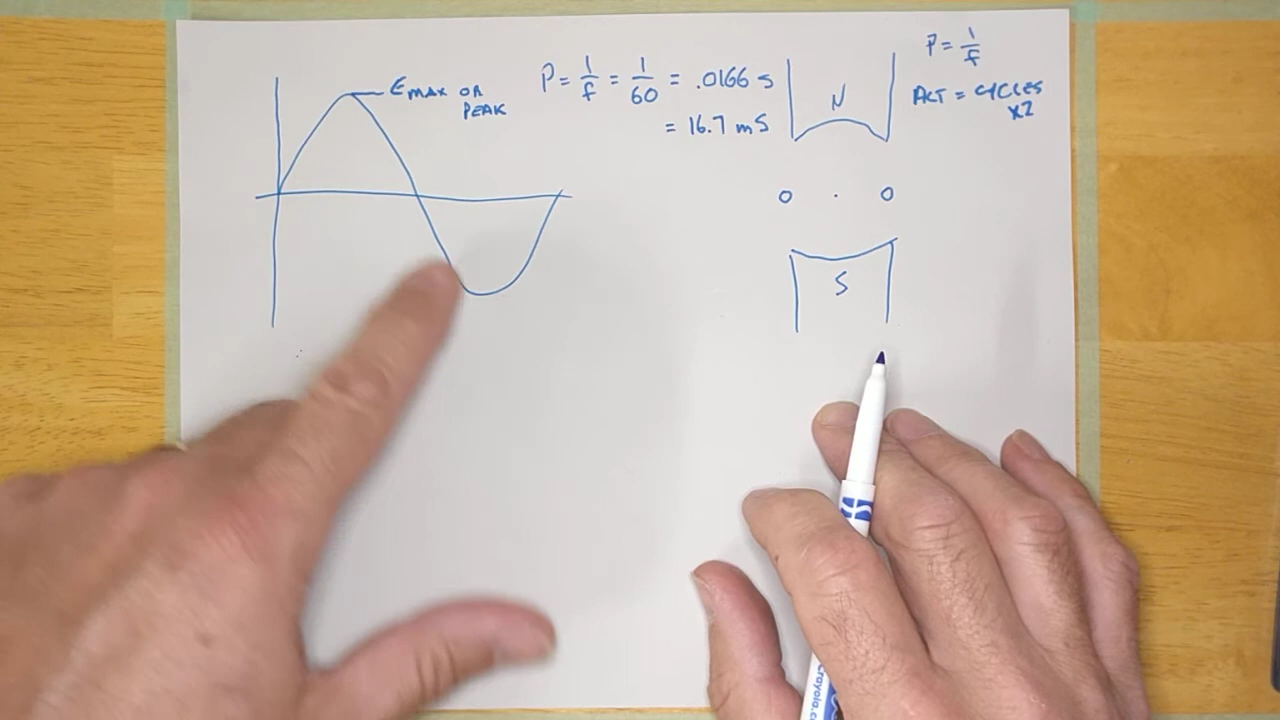 EMAX OR
PEAK
P = 1/f = 1/60 = .0166 s
= 16.7 mS
N
S
P = 1/f
ALT = CYCLES
X2
Crayola.c